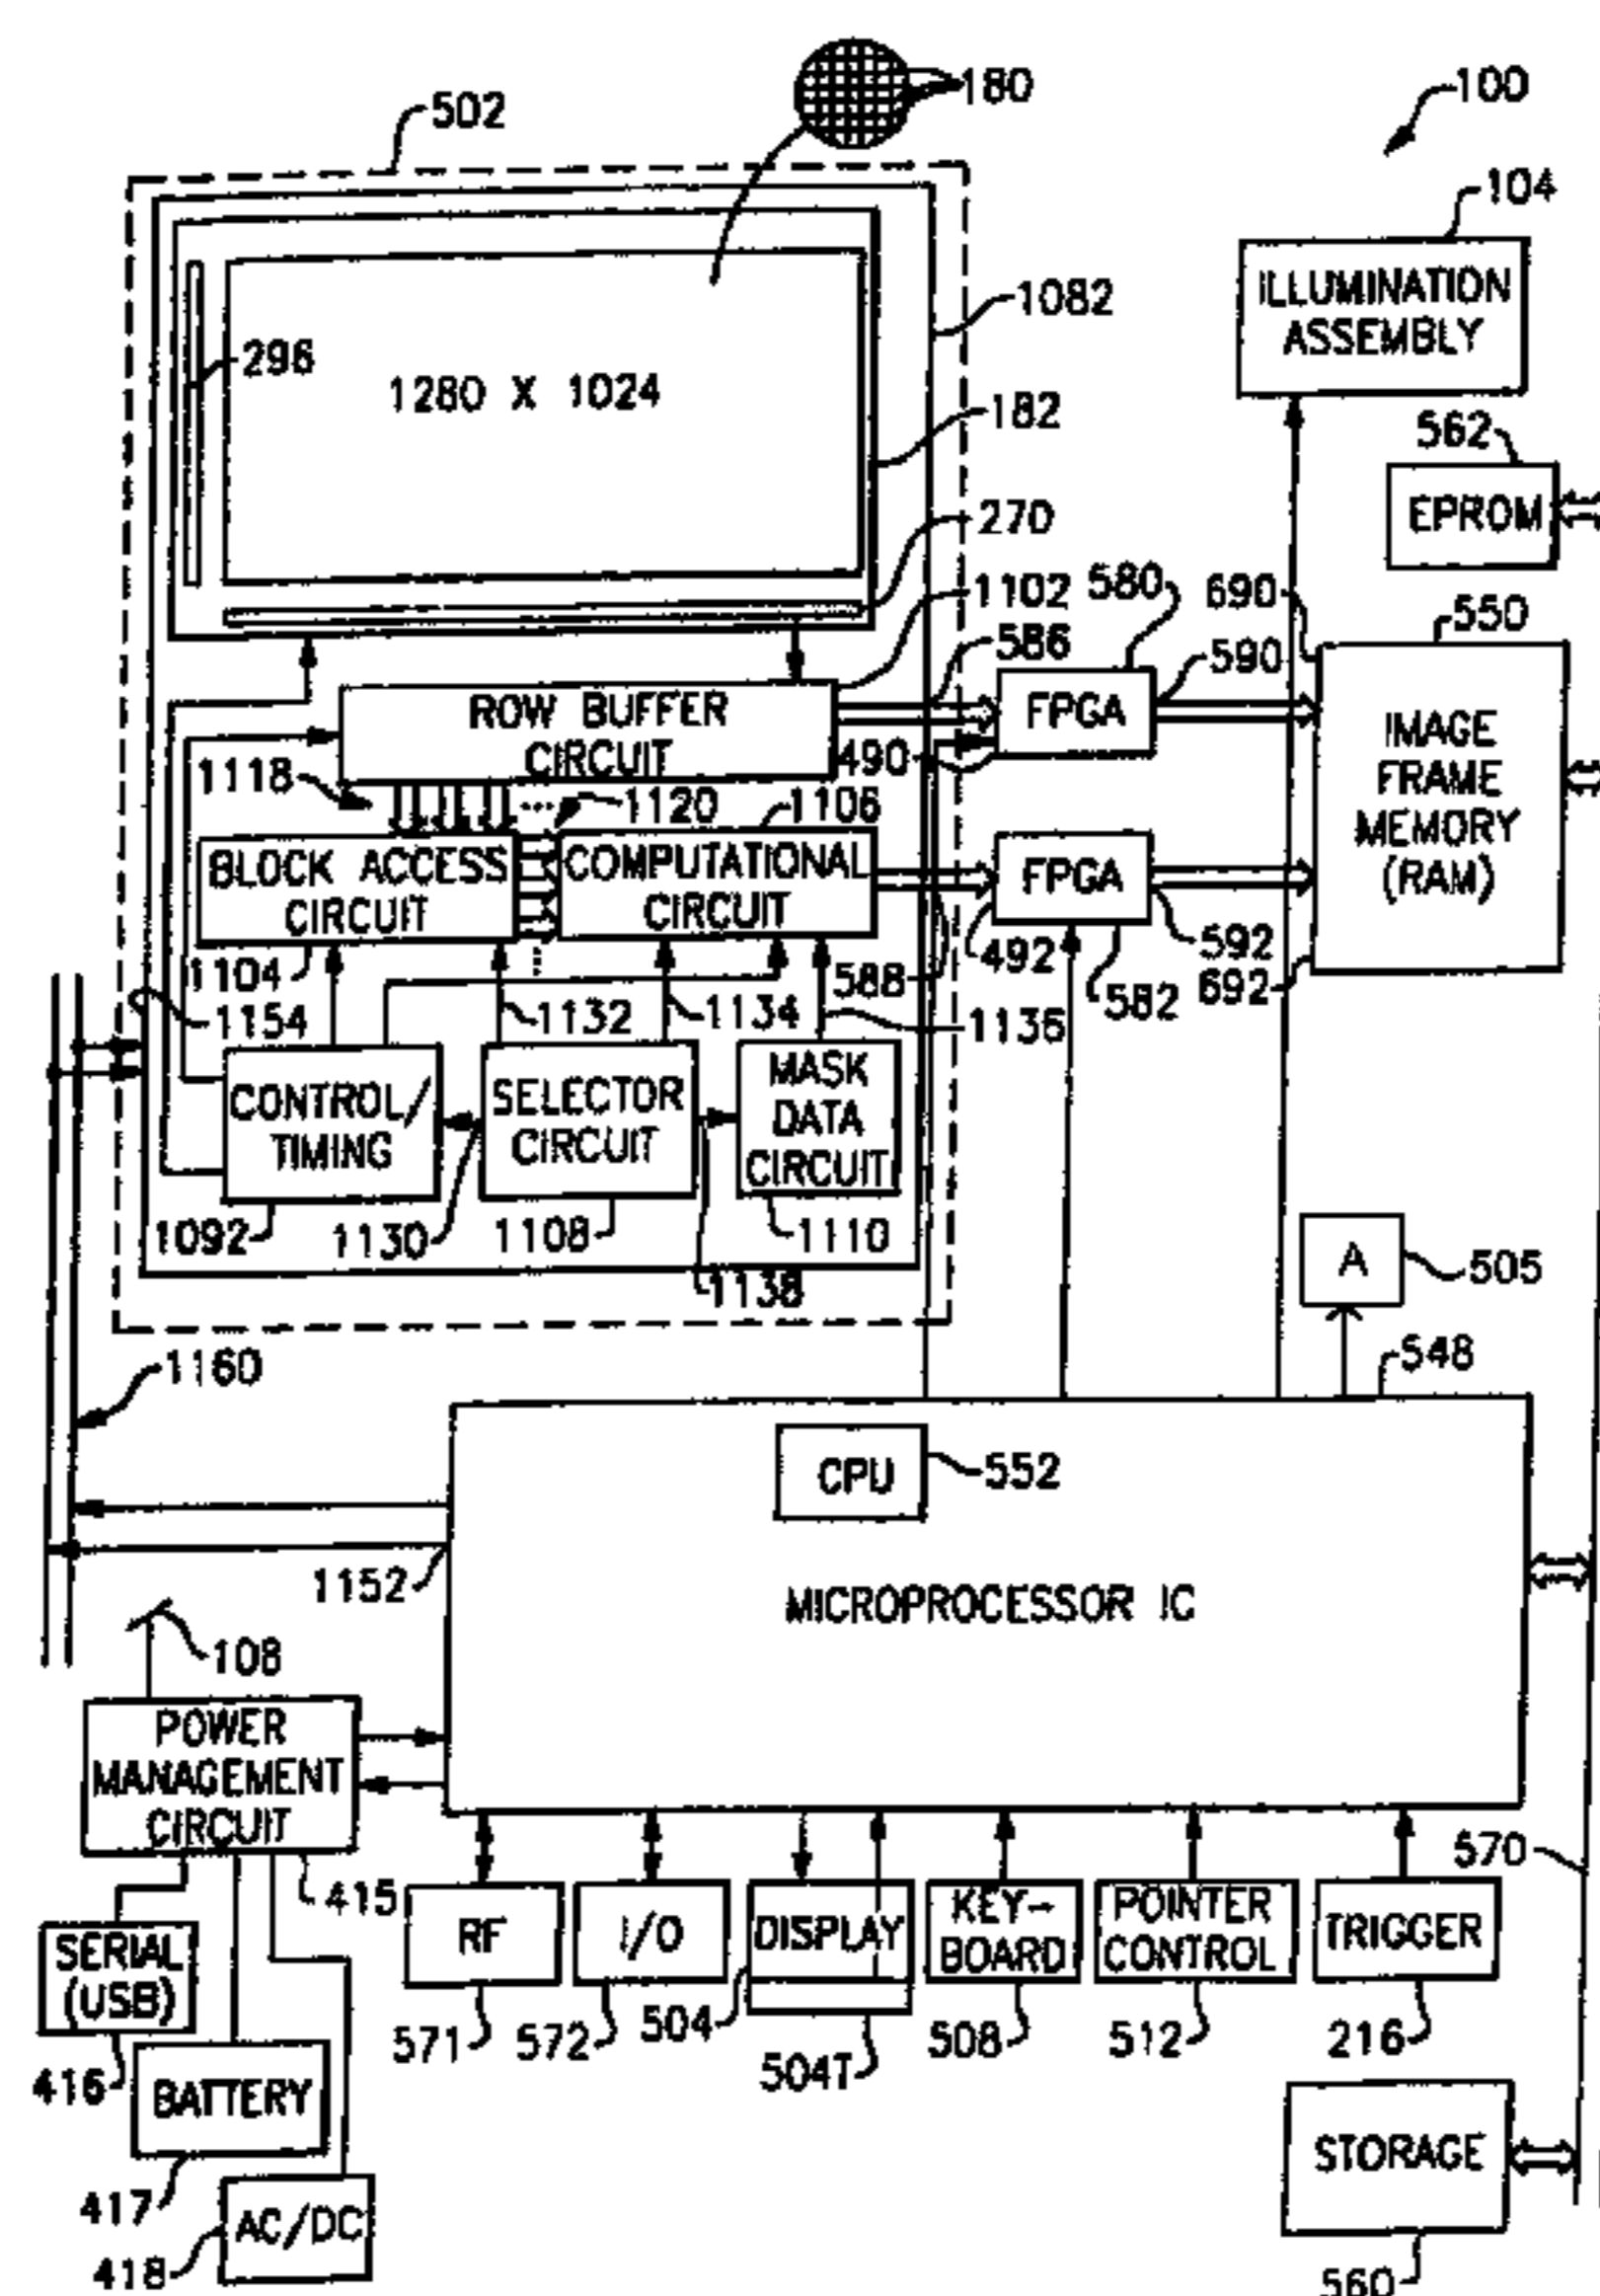 180
100
502
104
ILLUMINATION
ASSEMBLY
1082
296
1280 X 1024
182
562
EPROM
270
1102
580
690
550
586
590
ROW BUFFER
CIRCUIT
FPGA
IMAGE
FRAME
MEMORY
(RAM)
490
1118
1120
1106
BLOCK ACCESS
CIRCUIT
COMPUTATIONAL
CIRCUIT
FPGA
1104
588
492
582
592
692
1154
1132
1134
1136
CONTROL/
TIMING
SELECTOR
CIRCUIT
MASK
DATA
CIRCUIT
1092
1130
1108
1110
1138
A
505
1160
548
CPU
552
1152
MICROPROCESSOR IC
108
POWER
MANAGEMENT
CIRCUIT
570
415
SERIAL
(USB)
RF
I/O
DISPLAY
KEY-
BOARD
POINTER
CONTROL
TRIGGER
416
571
572
504
504T
508
512
216
BATTERY
417
STORAGE
AC/DC
418
560